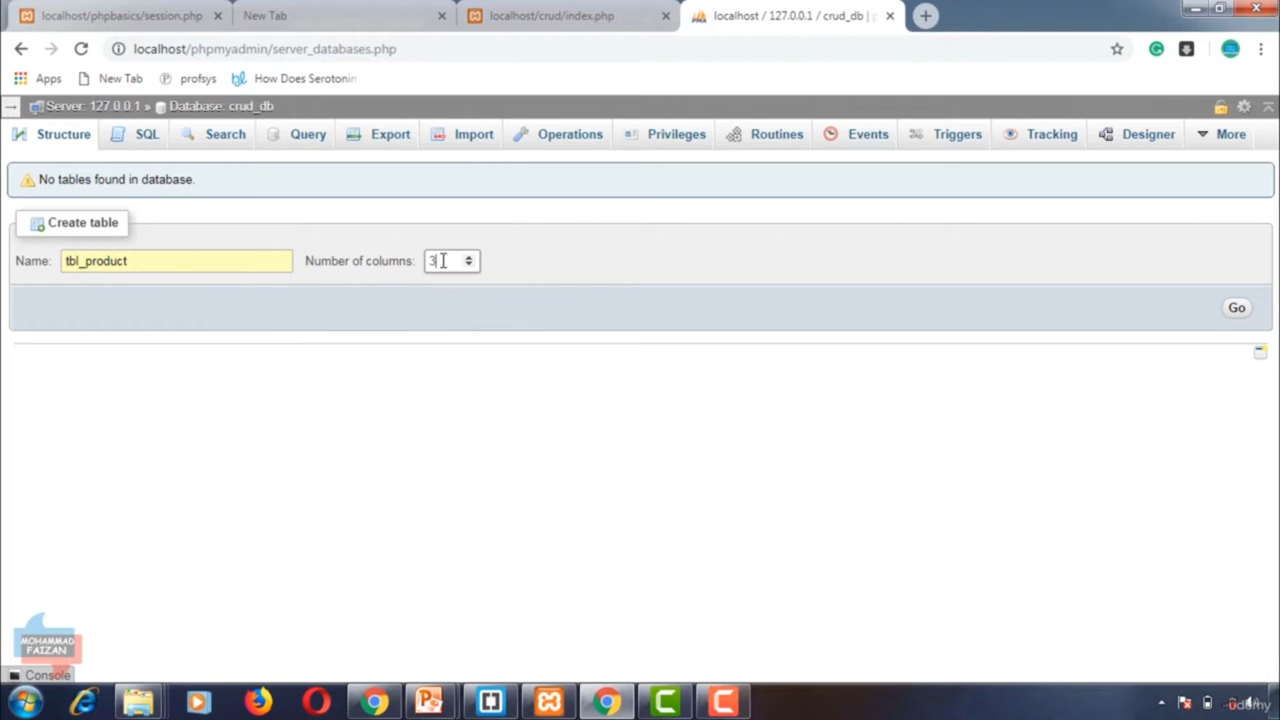 localhost/phpbasics/session.php
New Tab
localhost/crud/index.php
localhost / 127.0.0.1 / crud_db |
localhost/phpmyadmin/server_databases.php
Apps New Tab profsys How Does Serotonin
Server: 127.0.0.1 » Database: crud_db
Structure SQL Search Query Export Import Operations Privileges Routines Events Triggers Tracking Designer More
No tables found in database.
Create table
Name: tbl_product Number of columns: 3
Go
MOHAMMAD
FAIZAN
Console
Udemy